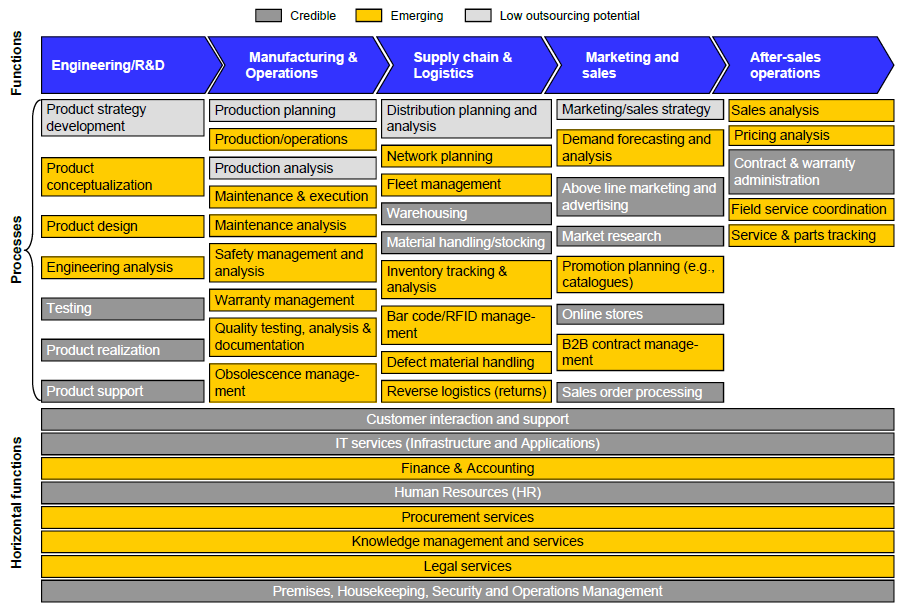 Credible
Emerging
Low outsourcing potential
Functions
Engineering/R&D
Manufacturing &
Operations
Supply chain &
Logistics
Marketing and
sales
After-sales
operations
Processes
Product strategy
development
Product
conceptualization
Product design
Engineering analysis
Testing
Product realization
Product support
Production planning
Production/operations
Production analysis
Maintenance & execution
Maintenance analysis
Safety management and
analysis
Warranty management
Quality testing, analysis &
documentation
Obsolescence manage-
ment
Distribution planning and
analysis
Network planning
Fleet management
Warehousing
Material handling/stocking
Inventory tracking &
analysis
Bar code/RFID manage-
ment
Defect material handling
Reverse logistics (returns)
Marketing/sales strategy
Demand forecasting and
analysis
Above line marketing and
advertising
Market research
Promotion planning (e.g.,
catalogues)
Online stores
B2B contract manage-
ment
Sales order processing
Sales analysis
Pricing analysis
Contract & warranty
administration
Field service coordination
Service & parts tracking
Horizontal functions
Customer interaction and support
IT services (Infrastructure and Applications)
Finance & Accounting
Human Resources (HR)
Procurement services
Knowledge management and services
Legal services
Premises, Housekeeping, Security and Operations Management